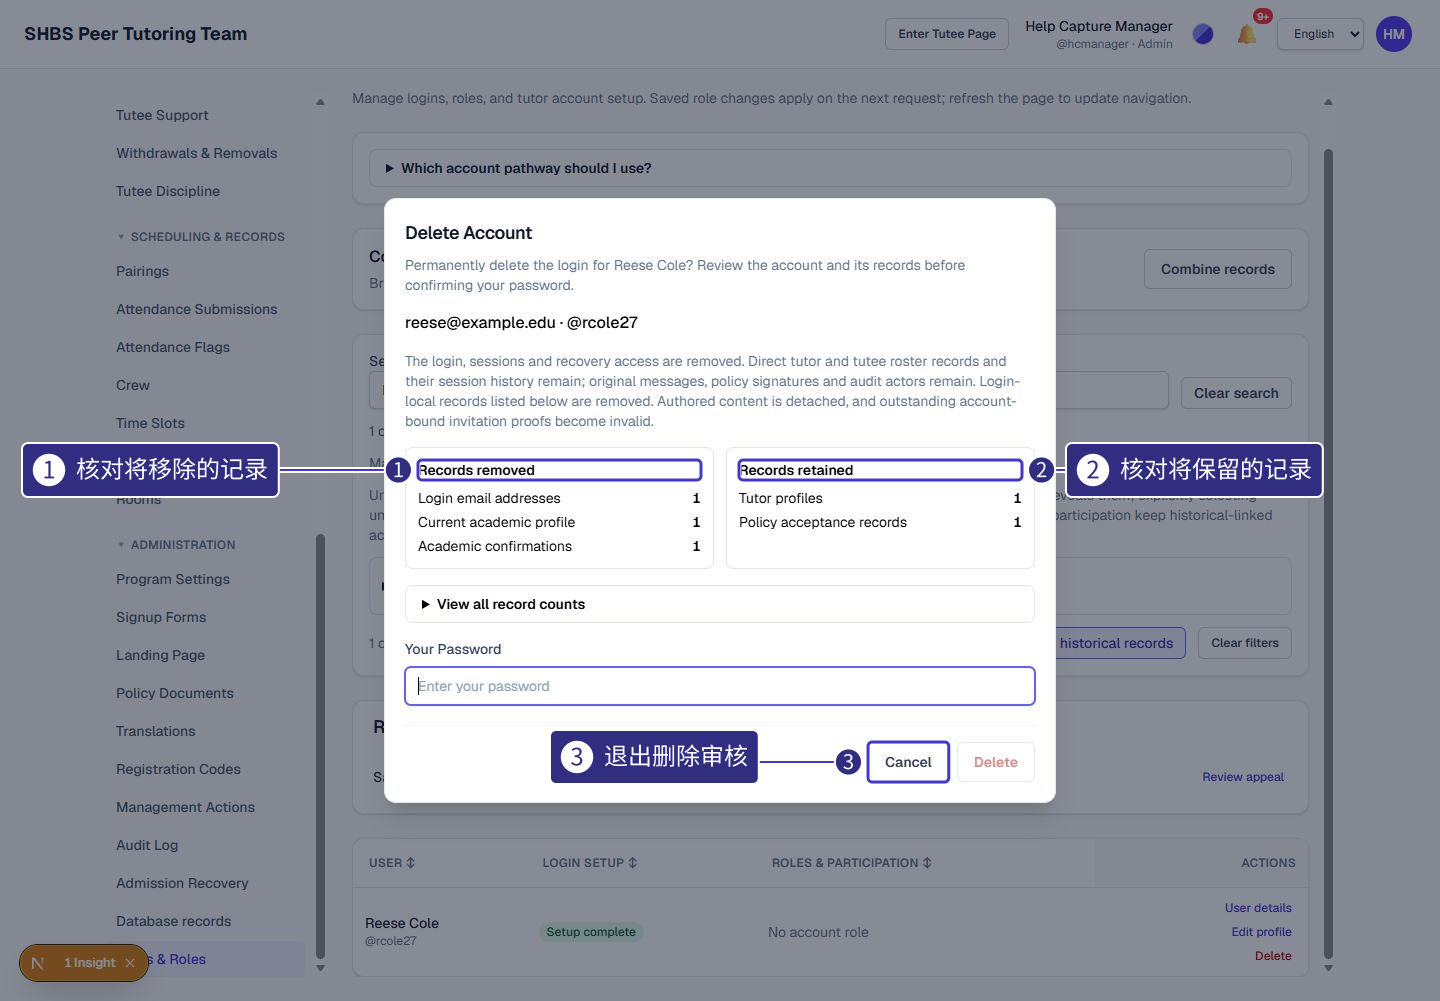 SHBS Peer Tutoring Team
Enter Tutee Page
Help Capture Manager
@hcmanager · Admin
9+
English
HM
Tutee Support
Withdrawals & Removals
Tutee Discipline
SCHEDULING & RECORDS
Pairings
Attendance Submissions
Attendance Flags
Crew
Time Slots
Rooms
ADMINISTRATION
Program Settings
Signup Forms
Landing Page
Policy Documents
Translations
Registration Codes
Management Actions
Audit Log
Admission Recovery
Database records
& Roles
N 1 Insight ×
Manage logins, roles, and tutor account setup. Saved role changes apply on the next request; refresh the page to update navigation.
Which account pathway should I use?
Combine records
Clear search
participation keep historical-linked
historical records
Clear filters
Review appeal
Delete Account
Permanently delete the login for Reese Cole? Review the account and its records before
confirming your password.
reese@example.edu · @rcole27
The login, sessions and recovery access are removed. Direct tutor and tutee roster records and
their session history remain; original messages, policy signatures and audit actors remain. Login-
local records listed below are removed. Authored content is detached, and outstanding account-
bound invitation proofs become invalid.
1 核对将移除的记录
1
Records removed
Login email addresses 1
Current academic profile 1
Academic confirmations 1
Records retained
Tutor profiles 1
Policy acceptance records 1
2
2 核对将保留的记录
View all record counts
Your Password
Enter your password
3 退出删除审核
3
Cancel
Delete
USER LOGIN SETUP ROLES & PARTICIPATION ACTIONS
Reese Cole
@rcole27
Setup complete
No account role
User details
Edit profile
Delete